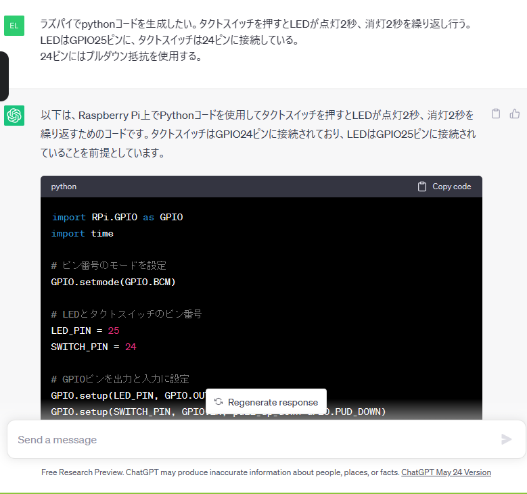 EL
ラズパイでpythonコードを生成したい。タクトスイッチを押すとLEDが点灯2秒、消灯2秒を繰り返し行う。
LEDはGPIO25ピンに、タクトスイッチは24ピンに接続している。
24ピンにはプルダウン抵抗を使用する。
以下は、Raspberry Pi上でPythonコードを使用してタクトスイッチを押すとLEDが点灯2秒、消灯2秒を
繰り返すためのコードです。タクトスイッチはGPIO24ピンに接続されており、LEDはGPIO25ピンに接続され
ていることを前提としています。
python Copy code
import RPi.GPIO as GPIO
import time
# ピン番号のモードを設定
GPIO.setmode(GPIO.BCM)
# LEDとタクトスイッチのピン番号
LED_PIN = 25
SWITCH_PIN = 24
# GPIOピンを出力と入力に設定
GPIO.setup(LED_PIN, GPIO.OU
Regenerate response
GPIO.setup(SWITCH_PIN, GPIO.PUD_DOWN)
Send a message
Free Research Preview. ChatGPT may produce inaccurate information about people, places, or facts. ChatGPT May 24 Version